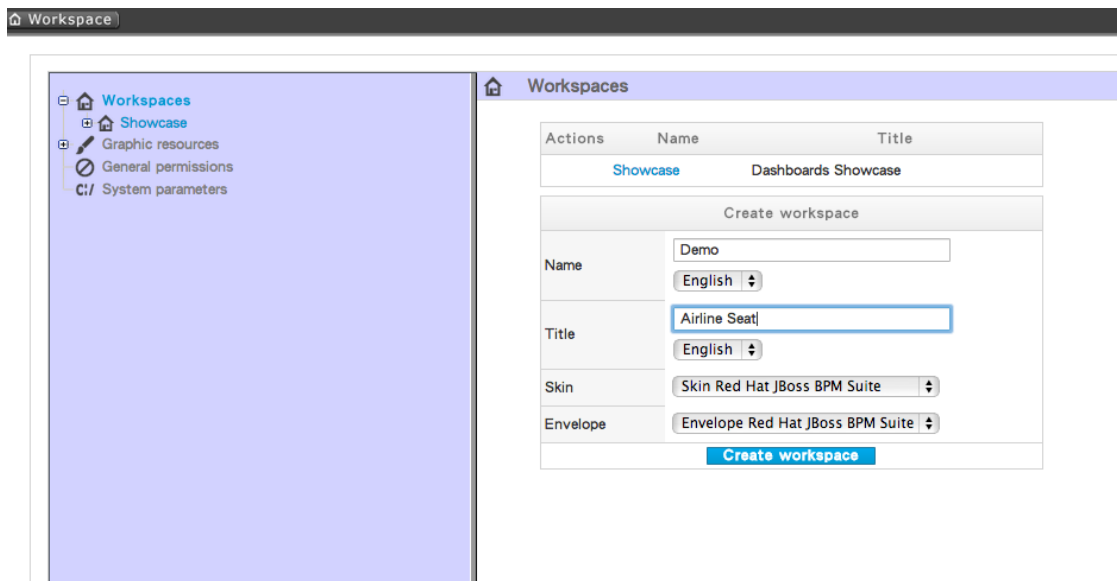 Workspace
Workspaces
Showcase
Graphic resources
General permissions
C:/ System parameters
Workspaces
Actions Name Title
Showcase Dashboards Showcase
Create workspace
Name
Demo
English
Title
Airline Seat
English
Skin Skin Red Hat JBoss BPM Suite
Envelope Envelope Red Hat JBoss BPM Suite
Create workspace